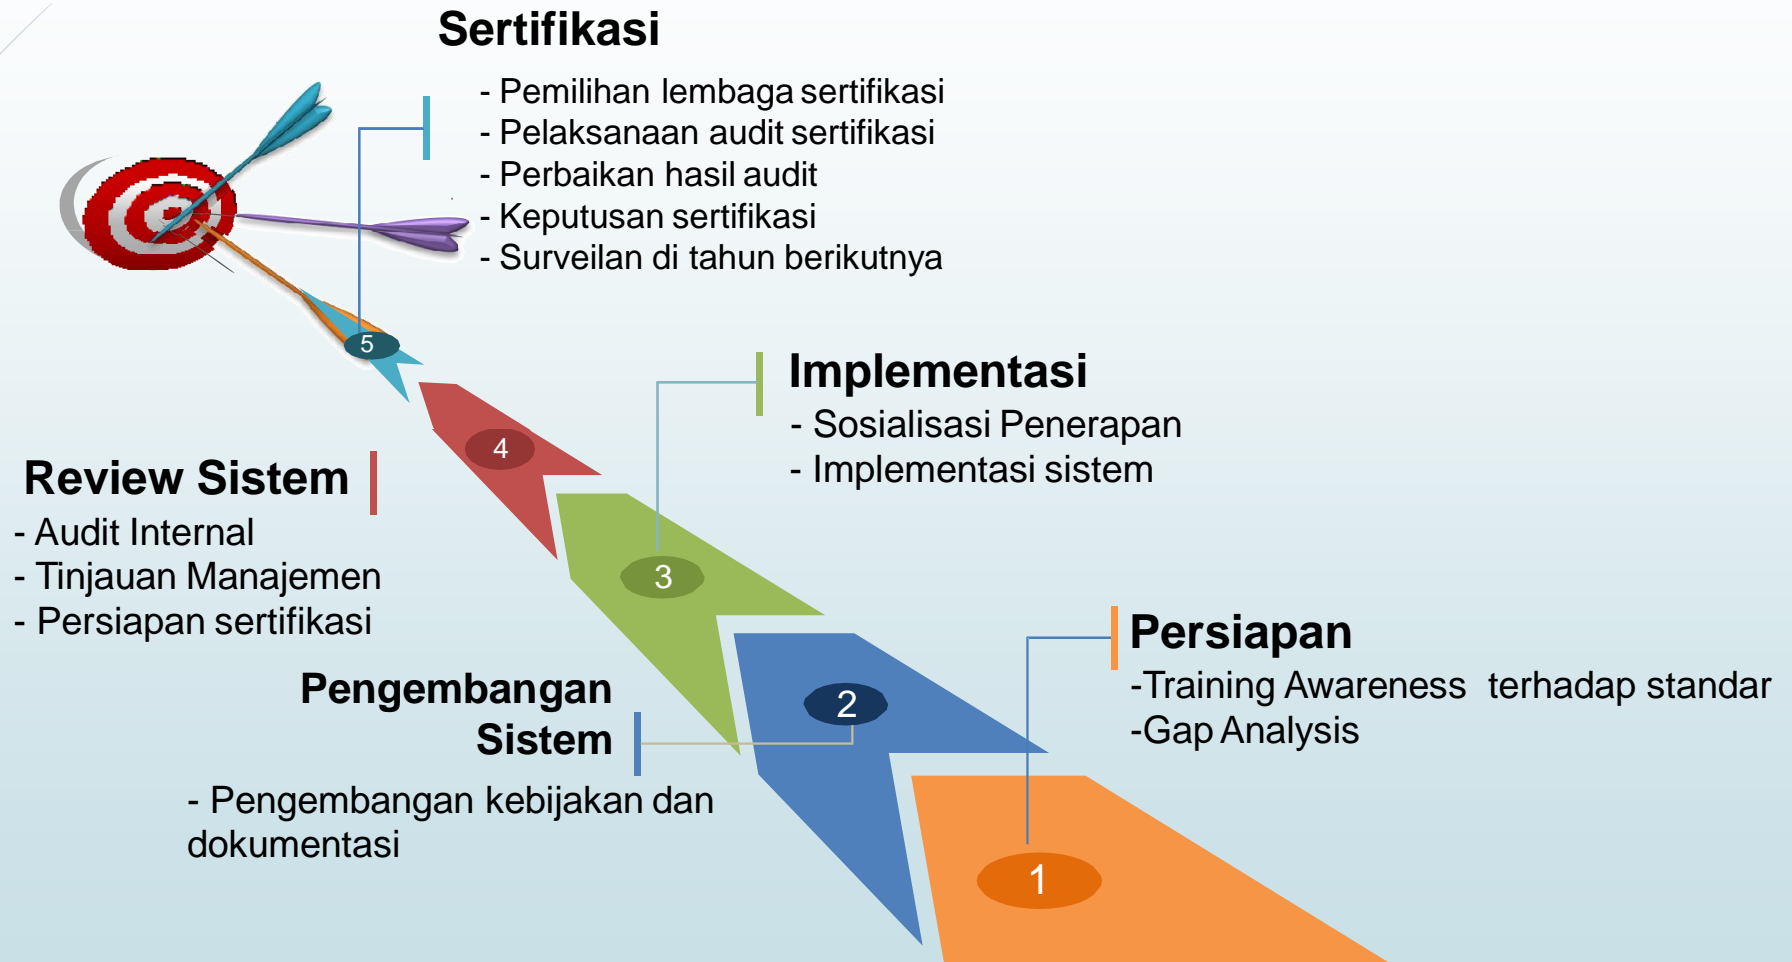 Sertifikasi
- Pemilihan lembaga sertifikasi
- Pelaksanaan audit sertifikasi
- Perbaikan hasil audit
- Keputusan sertifikasi
- Surveilan di tahun berikutnya
5
Implementasi
- Sosialisasi Penerapan
- Implementasi sistem
4
Review Sistem
- Audit Internal
- Tinjauan Manajemen
- Persiapan sertifikasi
3
Persiapan
-Training Awareness terhadap standar
-Gap Analysis
Pengembangan
Sistem
- Pengembangan kebijakan dan
dokumentasi
2
1